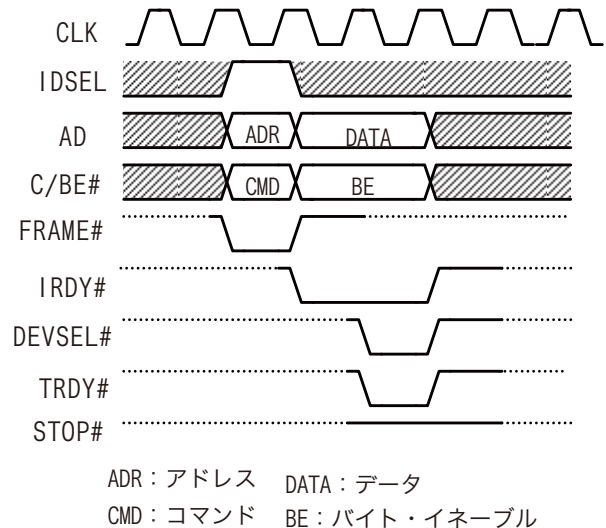 CLK
IDSEL
AD ADR DATA
C/BE# CMD BE
FRAME#
IRDY#
DEVSEL#
TRDY#
STOP#
ADR：アドレス DATA：データ
CMD：コマンド BE：バイト・イネーブル